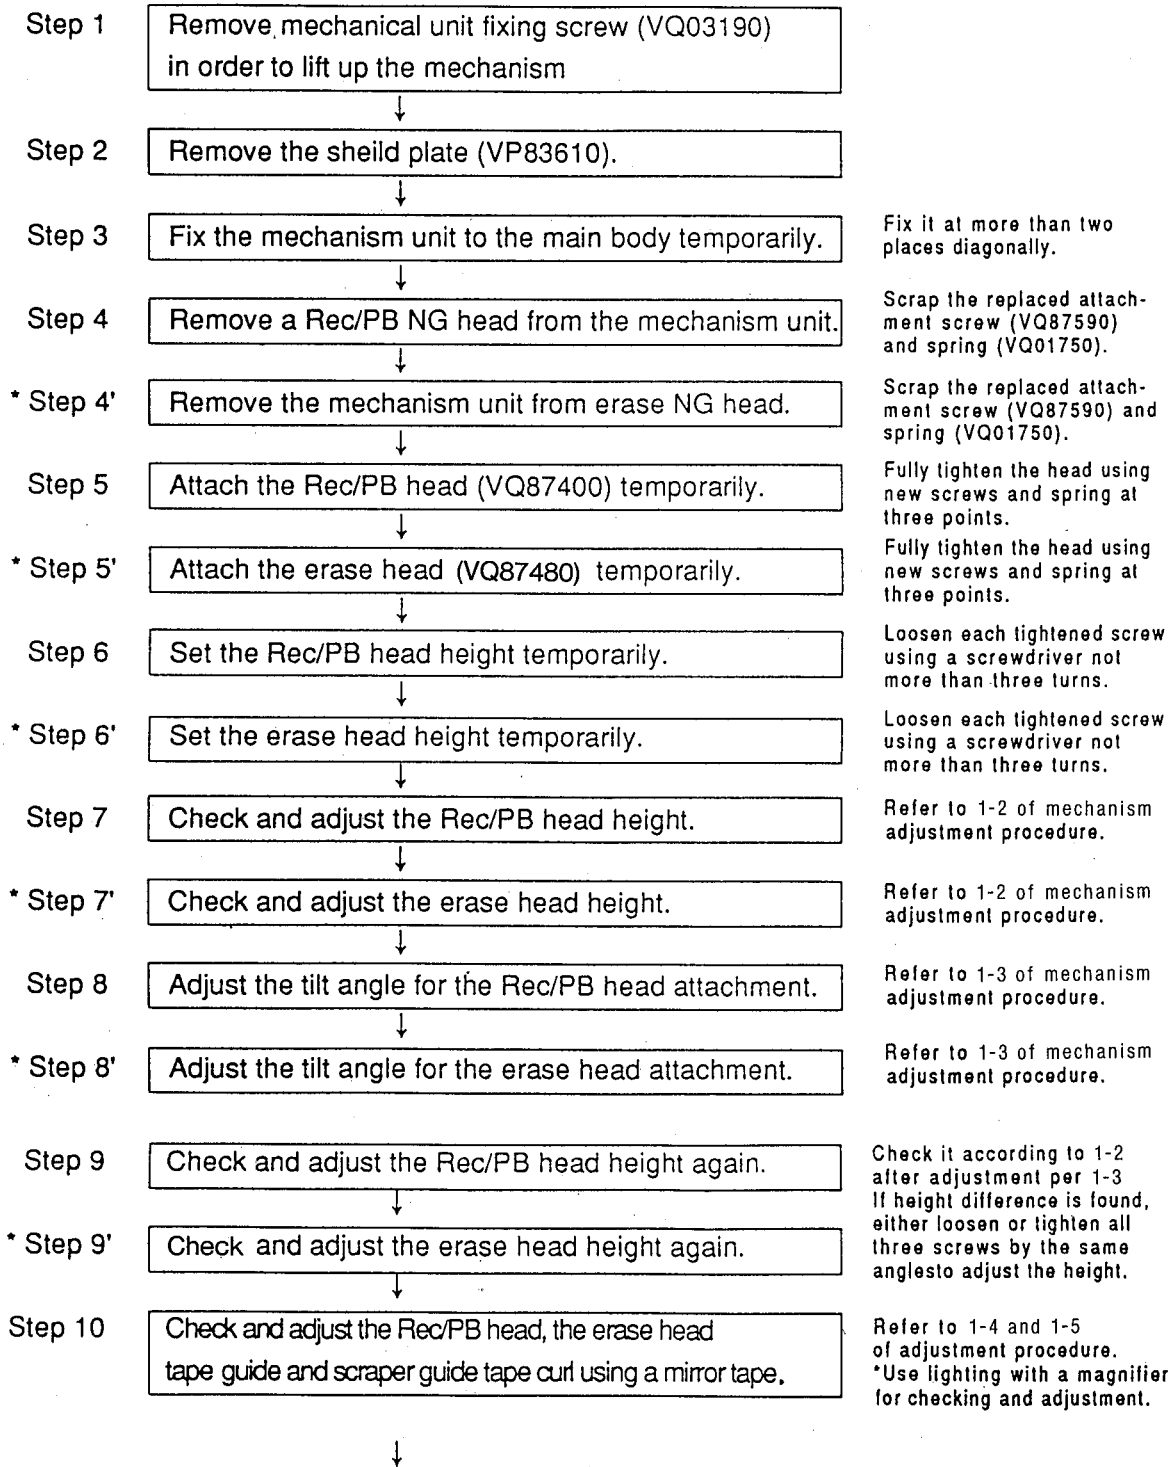 Step 1
Remove mechanical unit fixing screw (VQ03190)
in order to lift up the mechanism
Step 2
Remove the sheild plate (VP83610).
Step 3
Fix the mechanism unit to the main body temporarily.
Fix it at more than two
places diagonally.
Step 4
Remove a Rec/PB NG head from the mechanism unit.
Scrap the replaced attach-
ment screw (VQ87590)
and spring (VQ01750).
* Step 4'
Remove the mechanism unit from erase NG head.
Scrap the replaced attach-
ment screw (VQ87590) and
spring (VQ01750).
Step 5
Attach the Rec/PB head (VQ87400) temporarily.
Fully tighten the head using
new screws and spring at
three points.
* Step 5'
Attach the erase head (VQ87480) temporarily.
Fully tighten the head using
new screws and spring at
three points.
Step 6
Set the Rec/PB head height temporarily.
Loosen each tightened screw
using a screwdriver not
more than three turns.
* Step 6'
Set the erase head height temporarily.
Loosen each tightened screw
using a screwdriver not
more than three turns.
Step 7
Check and adjust the Rec/PB head height.
Refer to 1-2 of mechanism
adjustment procedure.
* Step 7'
Check and adjust the erase head height.
Refer to 1-2 of mechanism
adjustment procedure.
Step 8
Adjust the tilt angle for the Rec/PB head attachment.
Refer to 1-3 of mechanism
adjustment procedure.
* Step 8'
Adjust the tilt angle for the erase head attachment.
Refer to 1-3 of mechanism
adjustment procedure.
Step 9
Check and adjust the Rec/PB head height again.
Check it according to 1-2
after adjustment per 1-3
If height difference is found,
either loosen or tighten all
three screws by the same
anglesto adjust the height.
* Step 9'
Check and adjust the erase head height again.
Step 10
Check and adjust the Rec/PB head, the erase head
tape guide and scraper guide tape curl using a mirror tape.
Refer to 1-4 and 1-5
of adjustment procedure.
*Use lighting with a magnifier
for checking and adjustment.